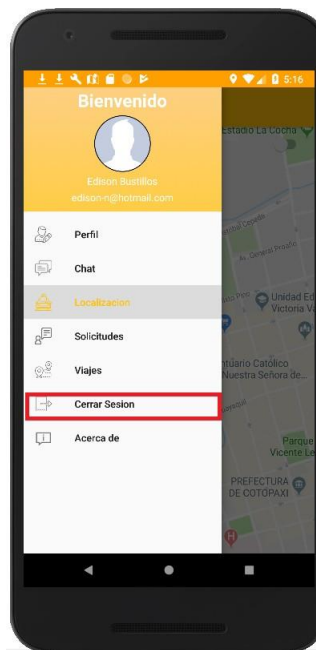 5:16
Bienvenido
Edison Bustillos
edison-n@hotmail.com
Perfil
Chat
Localizacion
Solicitudes
Viajes
Cerrar Sesion
Acerca de
Estadio La Cocha
Av. General Proaño
Unidad Ed
Victoria Va
ntuario Católico
Nuestra Señora de...
Parque
Vicente Le
PREFECTURA
DE COTOPAXI